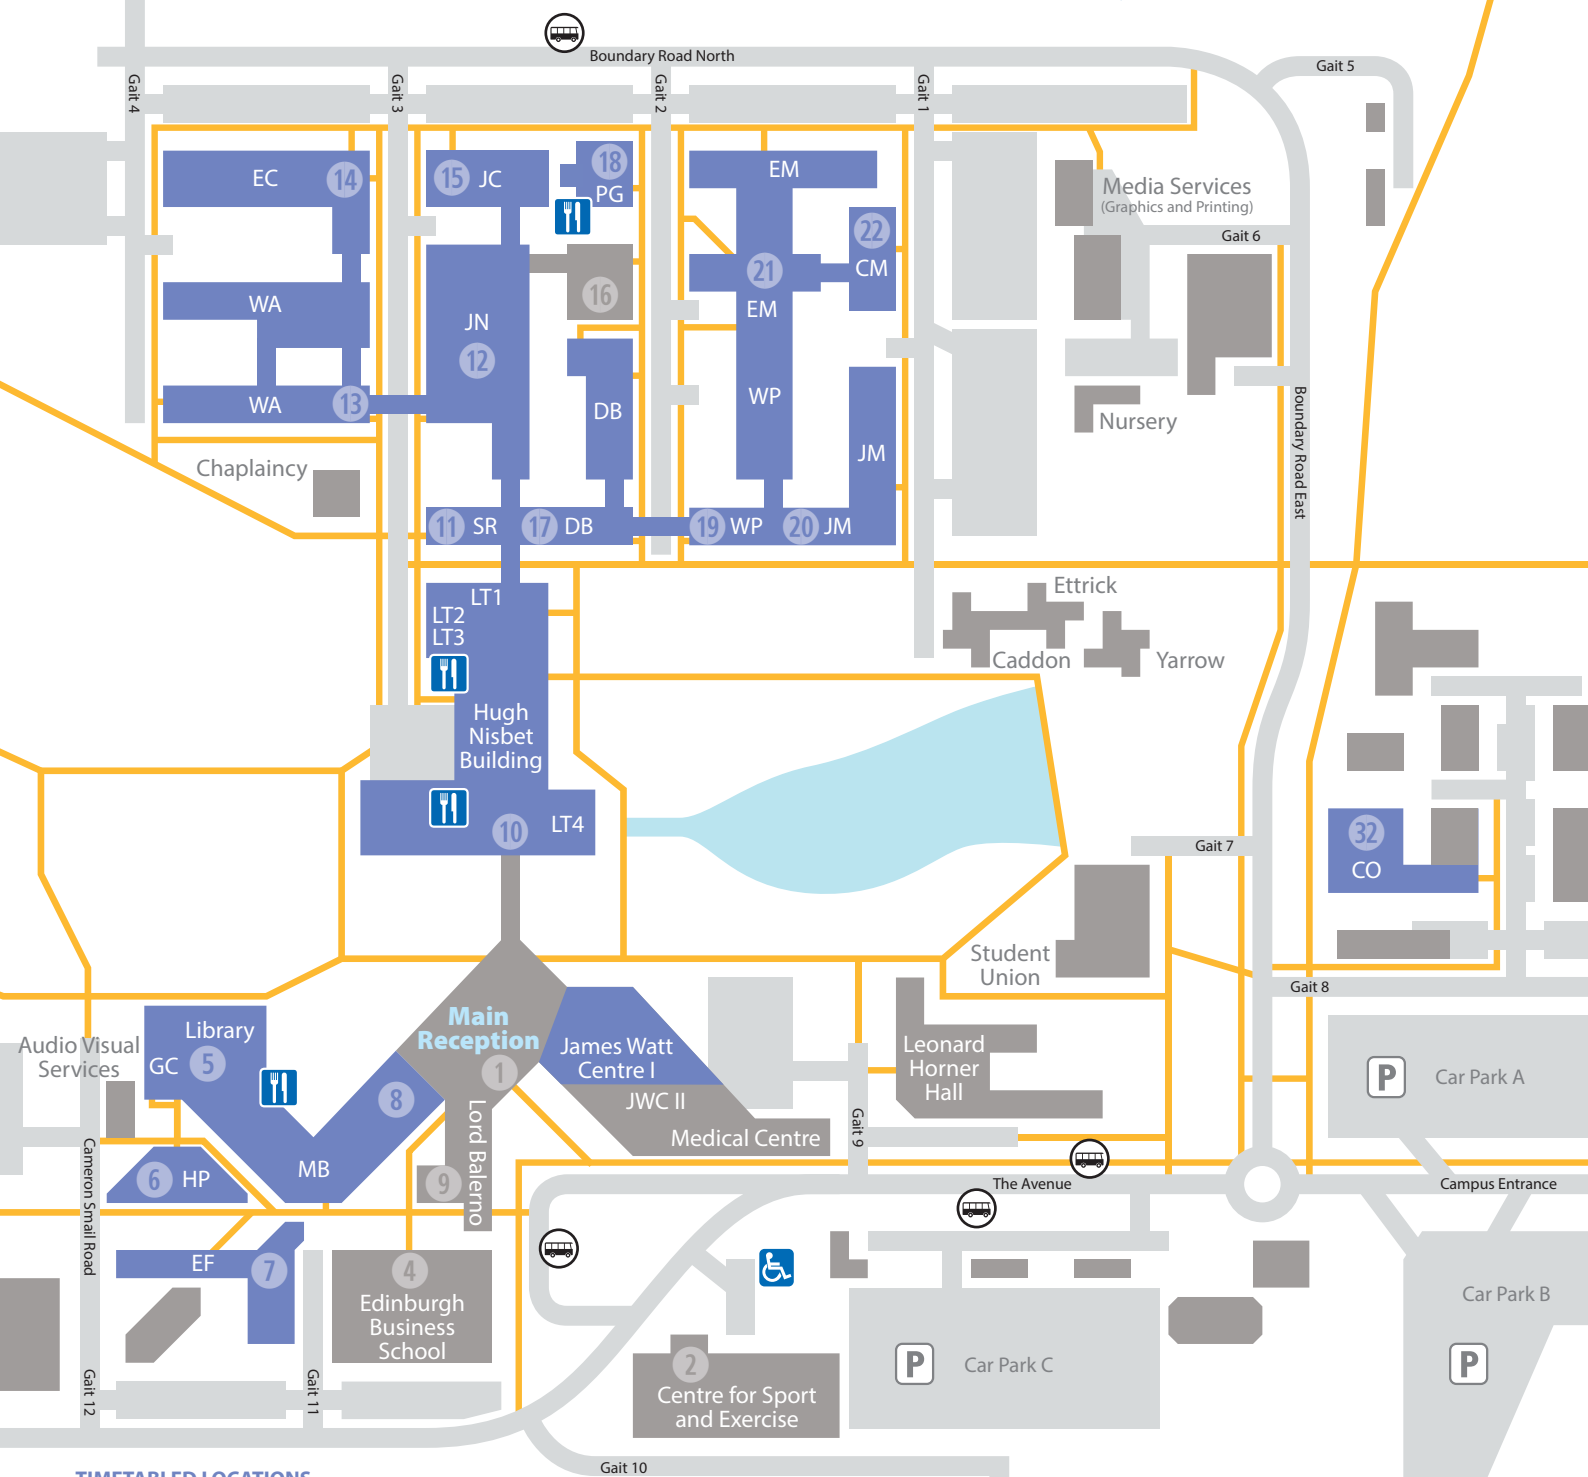 Boundary Road North
Gait 5
Gait 4
Gait 3
Gait 2
Gait 1
EC
14
15
JC
18
PG
EM
Media Services
(Graphics and Printing)
22
CM
Gait 6
21
EM
WA
16
JN
12
WP
WA
13
DB
Nursery
Boundary Road East
JM
Chaplaincy
11
SR
17
DB
19
WP
20
JM
LT1
LT2
LT3
Ettrick
Caddon
Yarrow
Hugh
Nisbet
Building
10
LT4
32
CO
Gait 7
Student
Union
Gait 8
Main
Reception
1
Library
GC
5
Audio Visual
Services
James Watt
Centre I
JWC II
Medical Centre
Leonard
Horner
Hall
P
Car Park A
8
Lord Balerno
Gait 9
Cameron Smail Road
MB
6
HP
9
The Avenue
Campus Entrance
EF
7
4
Edinburgh
Business
School
Car Park B
2
Centre for Sport
and Exercise
P
Car Park C
P
Gait 12
Gait 11
Gait 10
TIMETABLED LOCATIONS